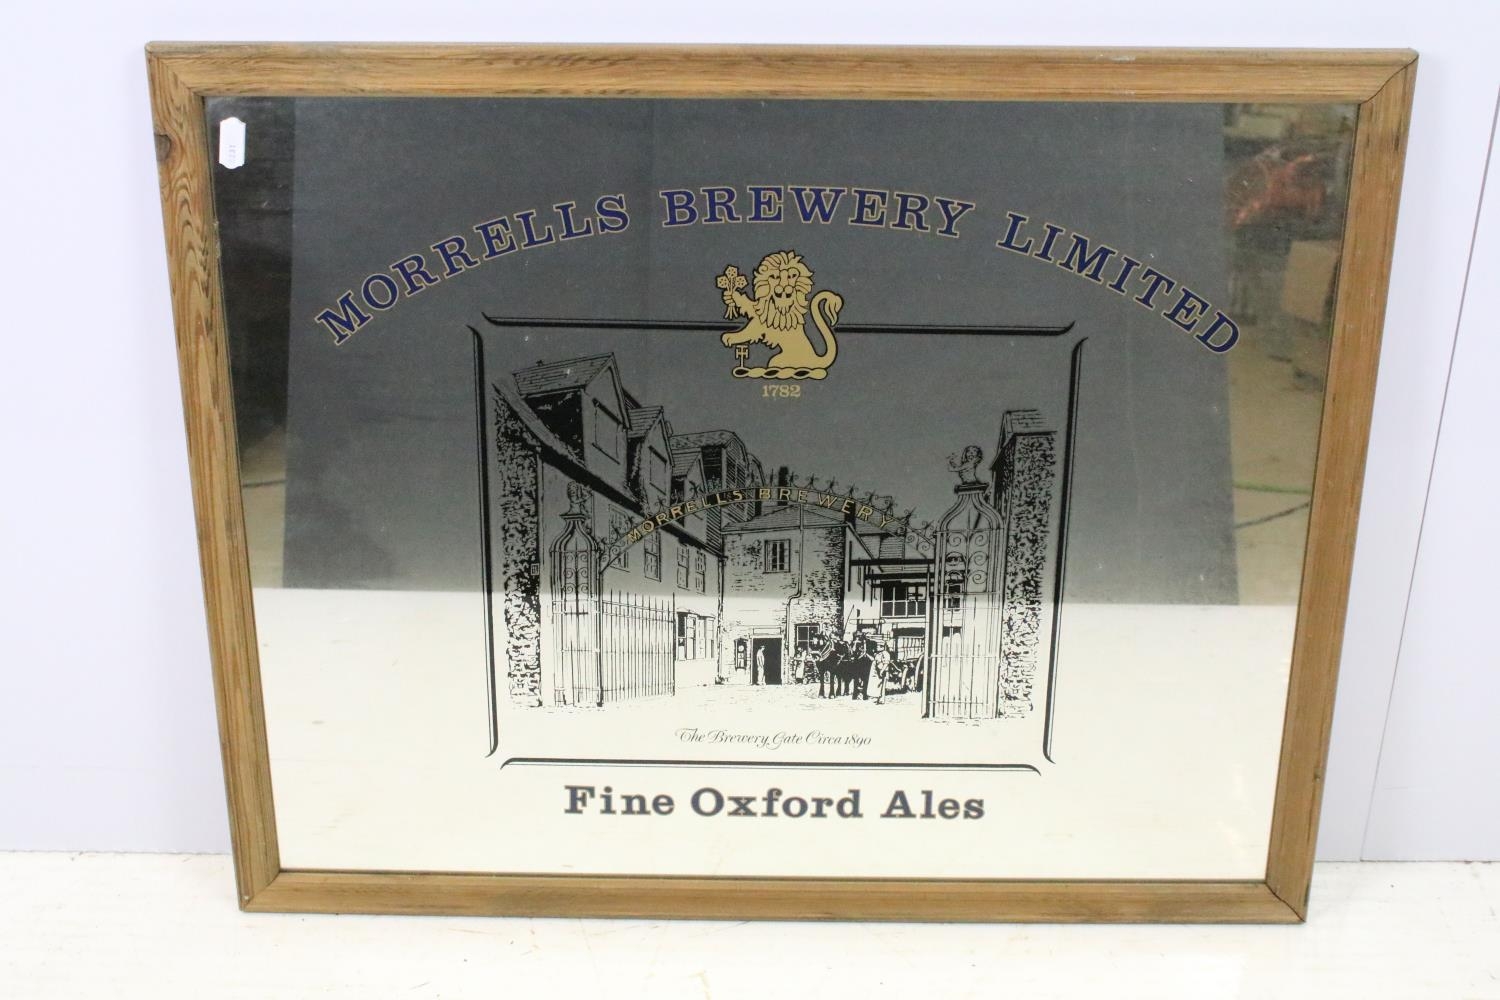 MORRELLS BREWERY LIMITED
1782
MORRELLS BREWERY
The Brewery Gate Circa 1890
Fine Oxford Ales